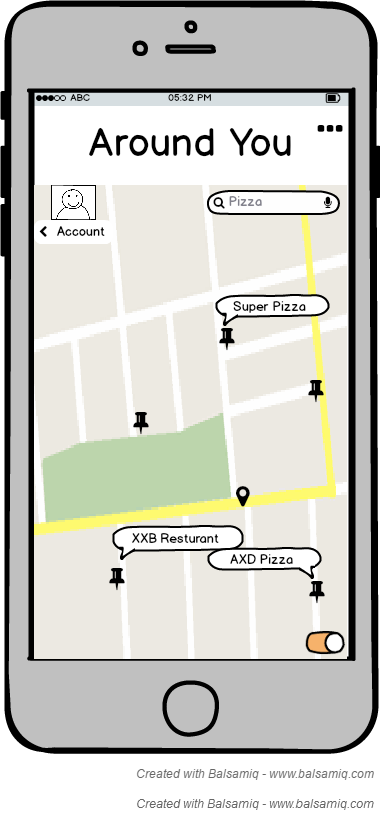 ABC 05:32 PM
Around You
Pizza
Account
Super Pizza
XXB Resturant
AXD Pizza
Created with Balsamiq - www.balsamiq.com
Created with Balsamiq - www.balsamiq.com